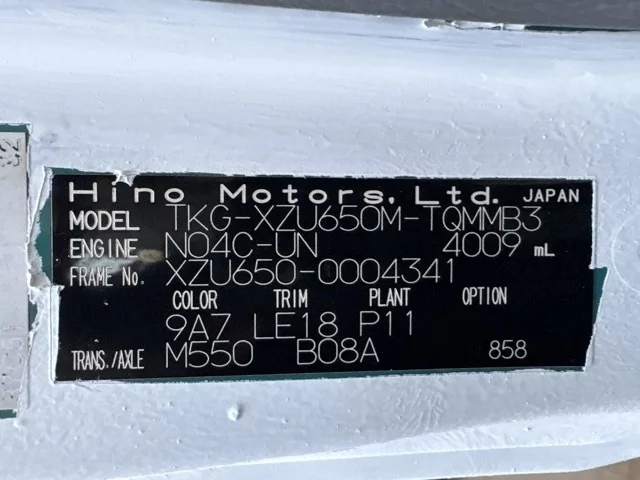 Hino Motors, Ltd. JAPAN
MODEL TKG-XZU650M-TQMMB3
ENGINE N04C-UN 4009 mL
FRAME No. XZU650-0004341
COLOR TRIM PLANT OPTION
9A7 LE18 P11
TRANS./AXLE M550 B08A 858